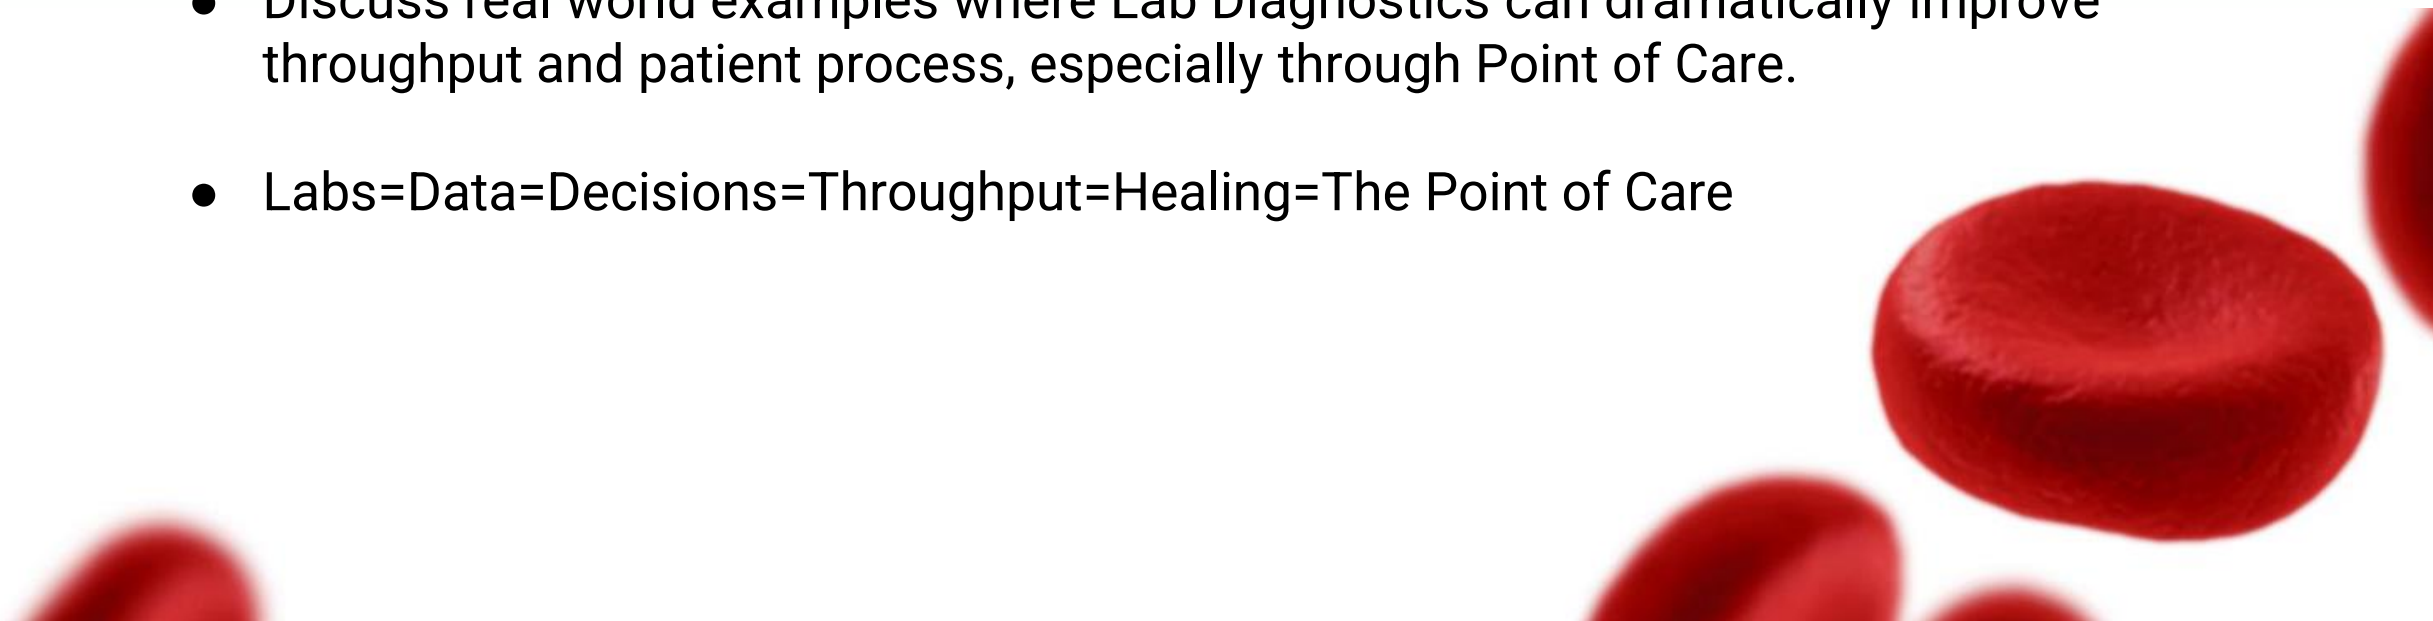 ● Discuss real world examples where Lab Diagnostics can dramatically improve
throughput and patient process, especially through Point of Care.
● Labs=Data=Decisions=Throughput=Healing=The Point of Care